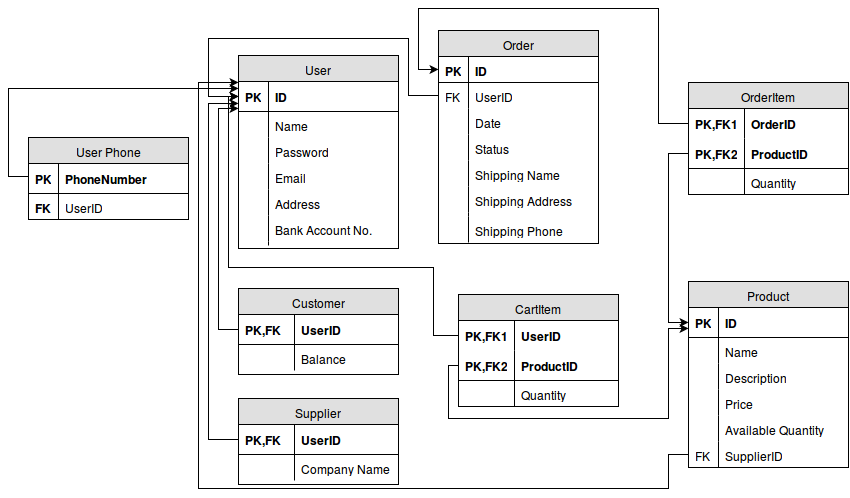 User Phone
PK PhoneNumber
FK UserID
User
PK ID
Name
Password
Email
Address
Bank Account No.
Customer
PK,FK UserID
Balance
Supplier
PK,FK UserID
Company Name
Order
PK ID
FK UserID
Date
Status
Shipping Name
Shipping Address
Shipping Phone
CartItem
PK,FK1 UserID
PK,FK2 ProductID
Quantity
OrderItem
PK,FK1 OrderID
PK,FK2 ProductID
Quantity
Product
PK ID
Name
Description
Price
Available Quantity
FK SupplierID